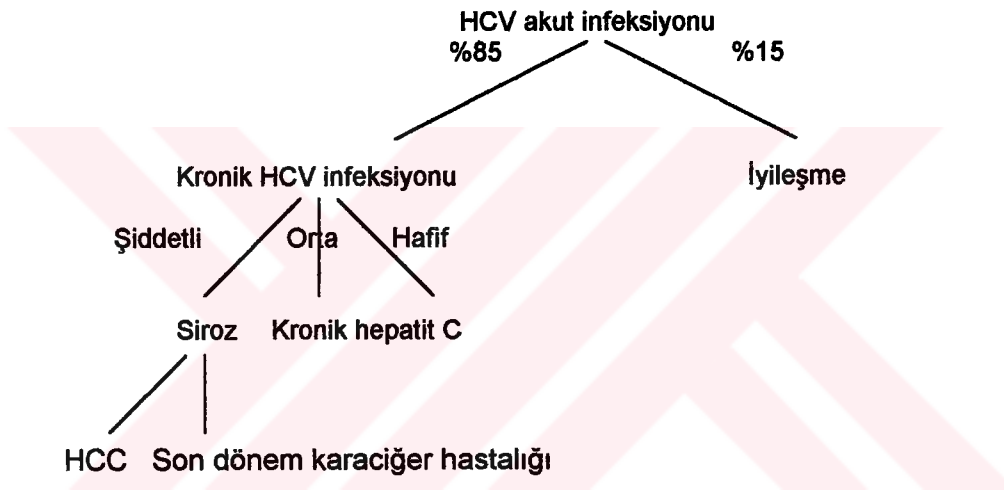 HCV akut infeksiyonu
%85 %15
Kronik HCV infeksiyonu İyileşme
Şiddetli Orta Hafif
Siroz Kronik hepatit C
HCC Son dönem karaciğer hastalığı